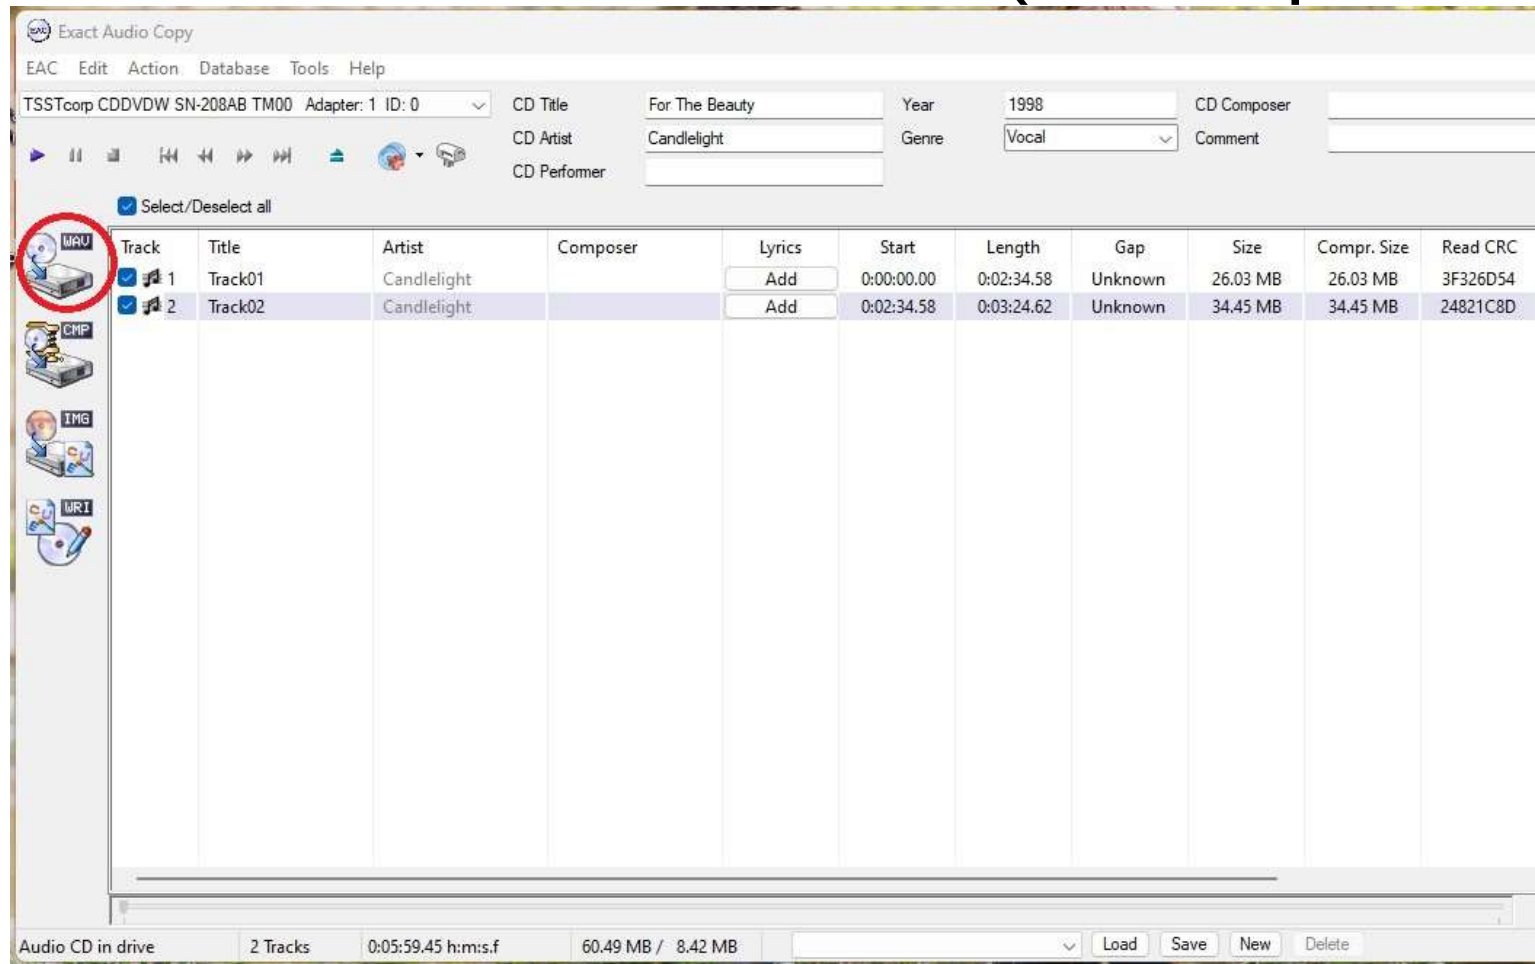 Exact Audio Copy
EAC Edit Action Database Tools Help
TSSTcorp CDDVDW SN-208AB TM00 Adapter: 1 ID: 0 CD Title For The Beauty Year 1998 CD Composer
CD Artist Candlelight Genre Vocal Comment
CD Performer
Select/Deselect all
WAV
Track Title Artist Composer Lyrics Start Length Gap Size Compr. Size Read CRC
1 Track01 Candlelight Add 0:00:00.00 0:02:34.58 Unknown 26.03 MB 26.03 MB 3F326D54
2 Track02 Candlelight Add 0:02:34.58 0:03:24.62 Unknown 34.45 MB 34.45 MB 24821C8D
CMP
IMG
WRI
Audio CD in drive 2 Tracks 0:05:59.45 h:m:s.f 60.49 MB / 8.42 MB Load Save New Delete